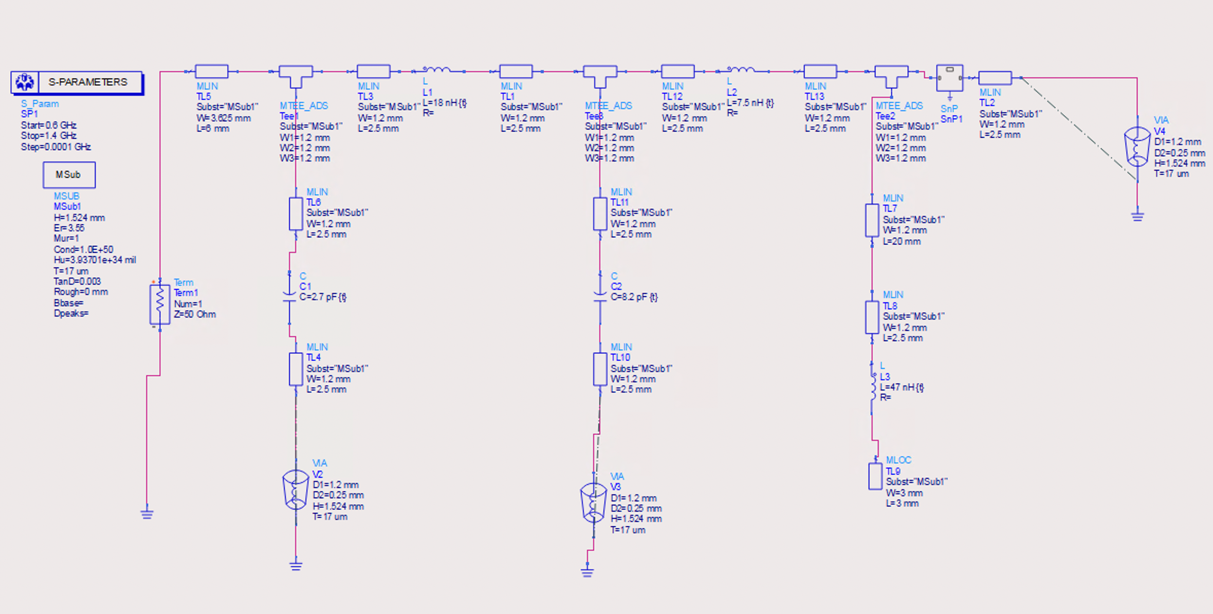 S-PARAMETERS
S_Param
SP1
Start=0.6 GHz
Stop=1.4 GHz
Step=0.0001 GHz
MSub
MSUB
MSub1
H=1.524 mm
Er=3.55
Mur=1
Cond=1.0E+50
Hu=3.93701e+34 mil
T=17 um
TanD=0.003
Rough=0 mm
Bbase=
Dpeaks=
Term
Term1
Num=1
Z=50 Ohm
MLIN
TL5
Subst="MSub1"
W=3.625 mm
L=6 mm
MTEE_ADS
Tee1
Subst="MSub1"
W1=1.2 mm
W2=1.2 mm
W3=1.2 mm
MLIN
TL3
Subst="MSub1"
W=1.2 mm
L=2.5 mm
L
L1
L=18 nH {t}
R=
MLIN
TL1
Subst="MSub1"
W=1.2 mm
L=2.5 mm
MTEE_ADS
Tee3
Subst="MSub1"
W1=1.2 mm
W2=1.2 mm
W3=1.2 mm
MLIN
TL12
Subst="MSub1"
W=1.2 mm
L=2.5 mm
L
L2
L=7.5 nH {t}
R=
MLIN
TL13
Subst="MSub1"
W=1.2 mm
L=2.5 mm
MTEE_ADS
Tee2
Subst="MSub1"
W1=1.2 mm
W2=1.2 mm
W3=1.2 mm
SnP
SnP1
MLIN
TL2
Subst="MSub1"
W=1.2 mm
L=2.5 mm
VIA
V4
D1=1.2 mm
D2=0.25 mm
H=1.524 mm
T=17 um
MLIN
TL6
Subst="MSub1"
W=1.2 mm
L=2.5 mm
C
C1
C=2.7 pF {t}
MLIN
TL4
Subst="MSub1"
W=1.2 mm
L=2.5 mm
VIA
V2
D1=1.2 mm
D2=0.25 mm
H=1.524 mm
T=17 um
MLIN
TL11
Subst="MSub1"
W=1.2 mm
L=2.5 mm
C
C2
C=8.2 pF {t}
MLIN
TL10
Subst="MSub1"
W=1.2 mm
L=2.5 mm
VIA
V3
D1=1.2 mm
D2=0.25 mm
H=1.524 mm
T=17 um
MLIN
TL7
Subst="MSub1"
W=1.2 mm
L=20 mm
MLIN
TL8
Subst="MSub1"
W=1.2 mm
L=2.5 mm
L
L3
L=47 nH {t}
R=
MLOC
TL9
Subst="MSub1"
W=3 mm
L=3 mm